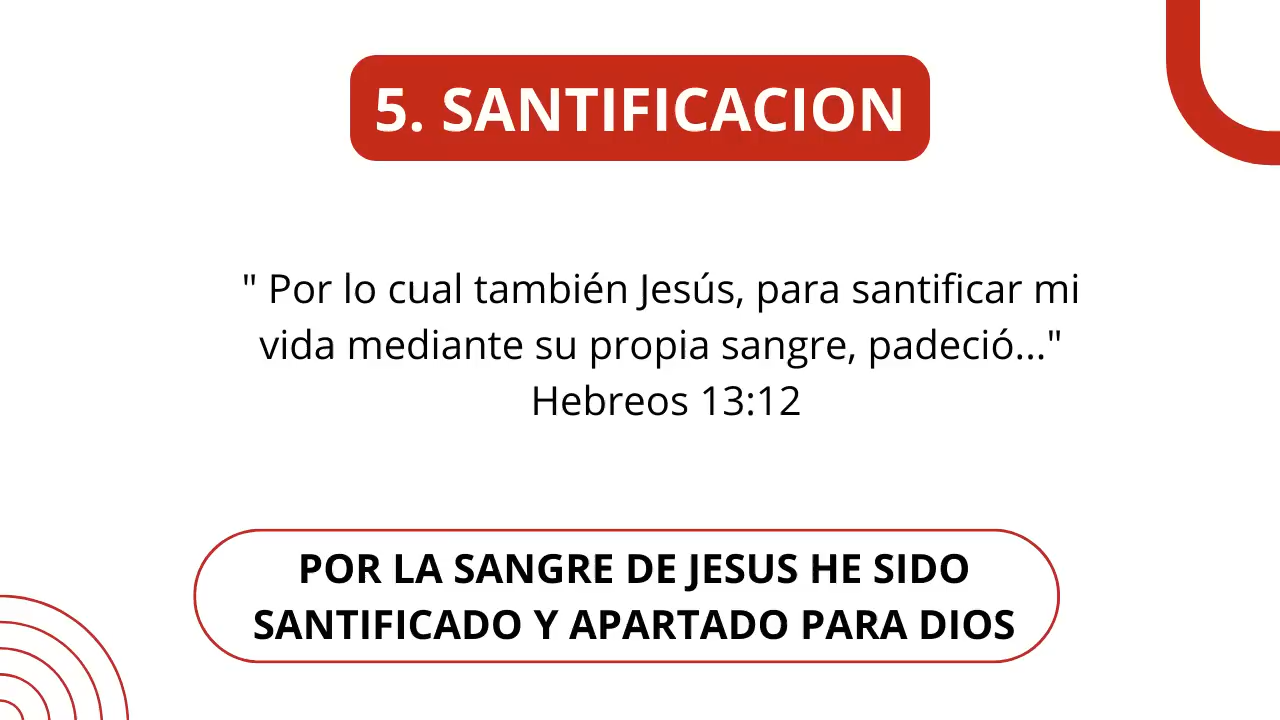 5. SANTIFICACION
" Por lo cual también Jesús, para santificar mi
vida mediante su propia sangre, padeció..."
Hebreos 13:12
POR LA SANGRE DE JESUS HE SIDO
SANTIFICADO Y APARTADO PARA DIOS